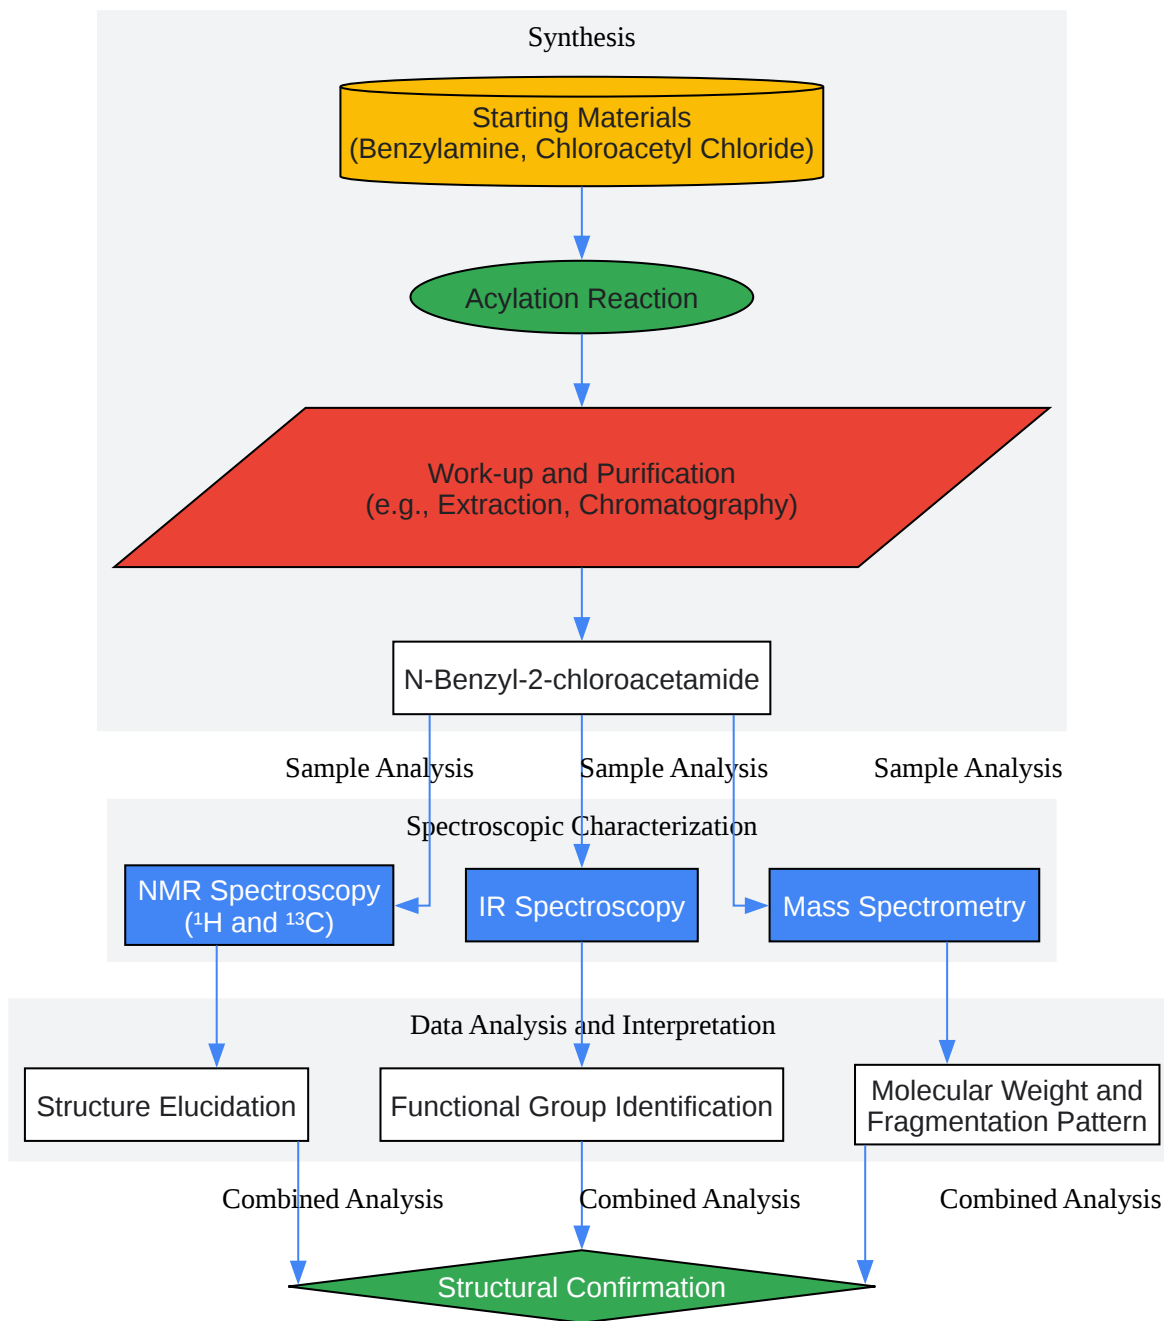 Synthesis
Starting Materials
(Benzylamine, Chloroacetyl Chloride)
Acylation Reaction
Work-up and Purification
(e.g., Extraction, Chromatography)
N-Benzyl-2-chloroacetamide
Sample Analysis
Sample Analysis
Sample Analysis
Spectroscopic Characterization
NMR Spectroscopy
(¹H and ¹³C)
IR Spectroscopy
Mass Spectrometry
Data Analysis and Interpretation
Structure Elucidation
Functional Group Identification
Molecular Weight and
Fragmentation Pattern
Combined Analysis
Combined Analysis
Combined Analysis
Structural Confirmation